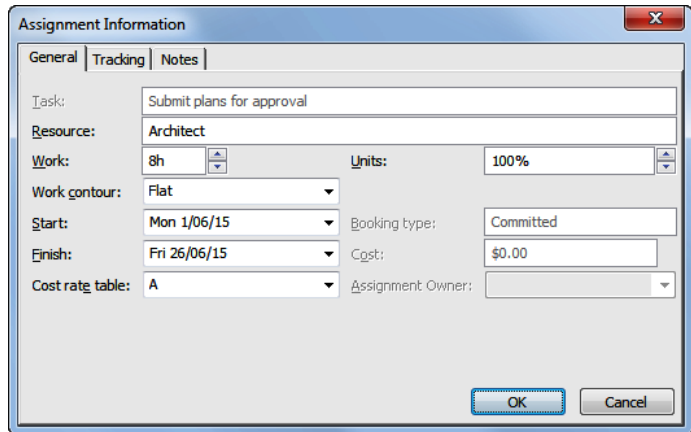 Assignment Information
General Tracking Notes
Task: Submit plans for approval
Resource: Architect
Work: 8h Units: 100%
Work contour: Flat
Start: Mon 1/06/15 Booking type: Committed
Finish: Fri 26/06/15 Cost: $0.00
Cost rate table: A Assignment Owner:
OK Cancel